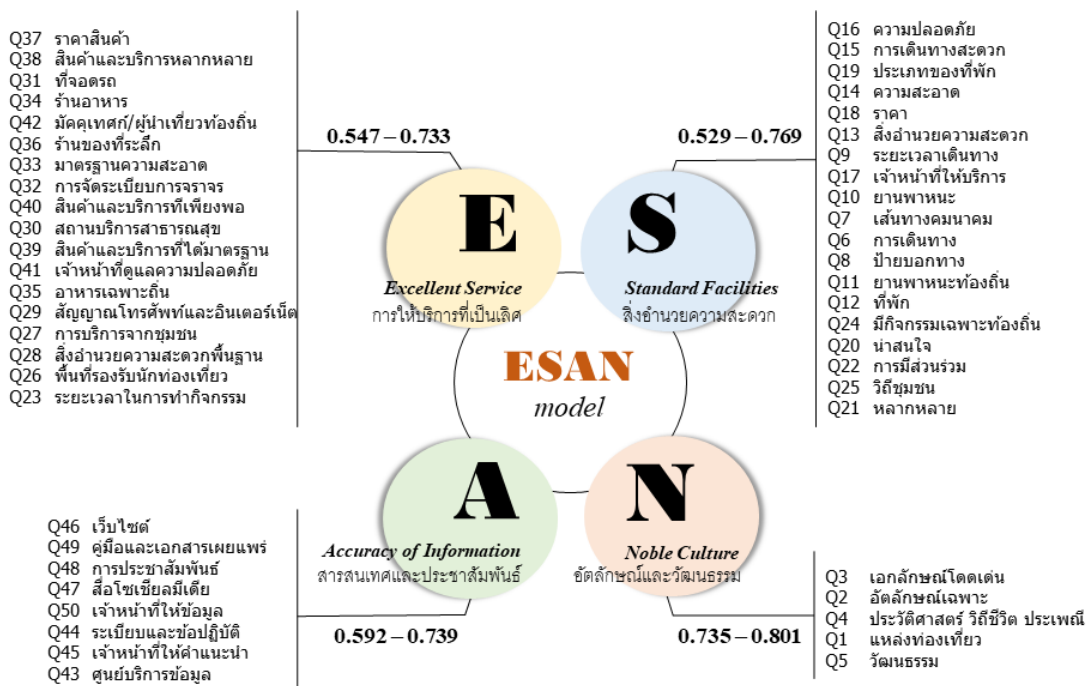 Q37 ราคาสินค้า
Q38 สินค้าและบริการหลากหลาย
Q31 ที่จอดรถ
Q34 ร้านอาหาร
Q42 มัคคุเทศก์/ผู้นำเที่ยวท้องถิ่น
Q36 ร้านของที่ระลึก
Q33 มาตรฐานความสะอาด
Q32 การจัดระเบียบการจราจร
Q40 สินค้าและบริการที่เพียงพอ
Q30 สถานบริการสาธารณสุข
Q39 สินค้าและบริการที่ได้มาตรฐาน
Q41 เจ้าหน้าที่ดูแลความปลอดภัย
Q35 อาหารเฉพาะถิ่น
Q29 สัญญาณโทรศัพท์และอินเตอร์เน็ต
Q27 การบริการจากชุมชน
Q28 สิ่งอำนวยความสะดวกพื้นฐาน
Q26 พื้นที่รองรับนักท่องเที่ยว
Q23 ระยะเวลาในการทำกิจกรรม
0.547 – 0.733
E
Excellent Service
การให้บริการที่เป็นเลิศ
0.529 – 0.769
S
Standard Facilities
สิ่งอำนวยความสะดวก
Q16 ความปลอดภัย
Q15 การเดินทางสะดวก
Q19 ประเภทของที่พัก
Q14 ความสะอาด
Q18 ราคา
Q13 สิ่งอำนวยความสะดวก
Q9 ระยะเวลาเดินทาง
Q17 เจ้าหน้าที่ให้บริการ
Q10 ยานพาหนะ
Q7 เส้นทางคมนาคม
Q6 การเดินทาง
Q8 ป้ายบอกทาง
Q11 ยานพาหนะท้องถิ่น
Q12 ที่พัก
Q24 มีกิจกรรมเฉพาะท้องถิ่น
Q20 น่าสนใจ
Q22 การมีส่วนร่วม
Q25 วิถีชุมชน
Q21 หลากหลาย
ESAN
model
Q46 เว็บไซต์
Q49 คู่มือและเอกสารเผยแพร่
Q48 การประชาสัมพันธ์
Q47 สื่อโซเชียลมีเดีย
Q50 เจ้าหน้าที่ให้ข้อมูล
Q44 ระเบียบและข้อปฏิบัติ
Q45 เจ้าหน้าที่ให้คำแนะนำ
Q43 ศูนย์บริการข้อมูล
A
Accuracy of Information
สารสนเทศและประชาสัมพันธ์
0.592 – 0.739
N
Noble Culture
อัตลักษณ์และวัฒนธรรม
0.735 – 0.801
Q3 เอกลักษณ์โดดเด่น
Q2 อัตลักษณ์เฉพาะ
Q4 ประวัติศาสตร์ วิถีชีวิต ประเพณี
Q1 แหล่งท่องเที่ยว
Q5 วัฒนธรรม